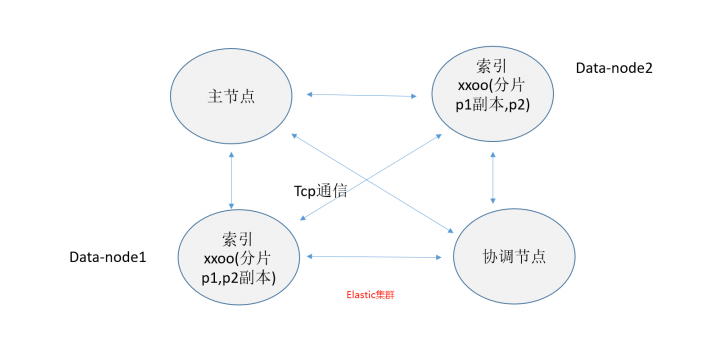 主节点
索引
xxoo(分片
p1副本,p2)
Data-node2
Tcp通信
Data-node1
索引
xxoo(分片
p1,p2副本)
协调节点
Elastic集群